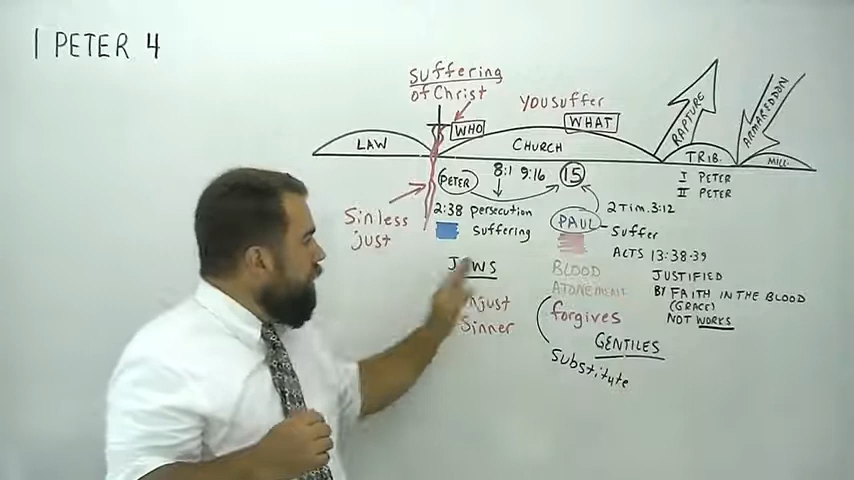 I PETER 4
Suffering
of Christ
YOU SUFFER
WHO
WHAT
LAW
CHURCH
RAPTURE
ARMAGEDDON
TRIB.
MILL.
I PETER
II PETER
PETER
8:1 9:16
15
Sinless
just
2:38 persecution
suffering
2 Tim. 3:12
PAUL
Suffer
ACTS 13:38-39
JEWS
BLOOD
ATONEMENT
JUSTIFIED
BY FAITH IN THE BLOOD
(GRACE)
NOT WORKS
unjust
Sinner
forgives
GENTILES
Substitute